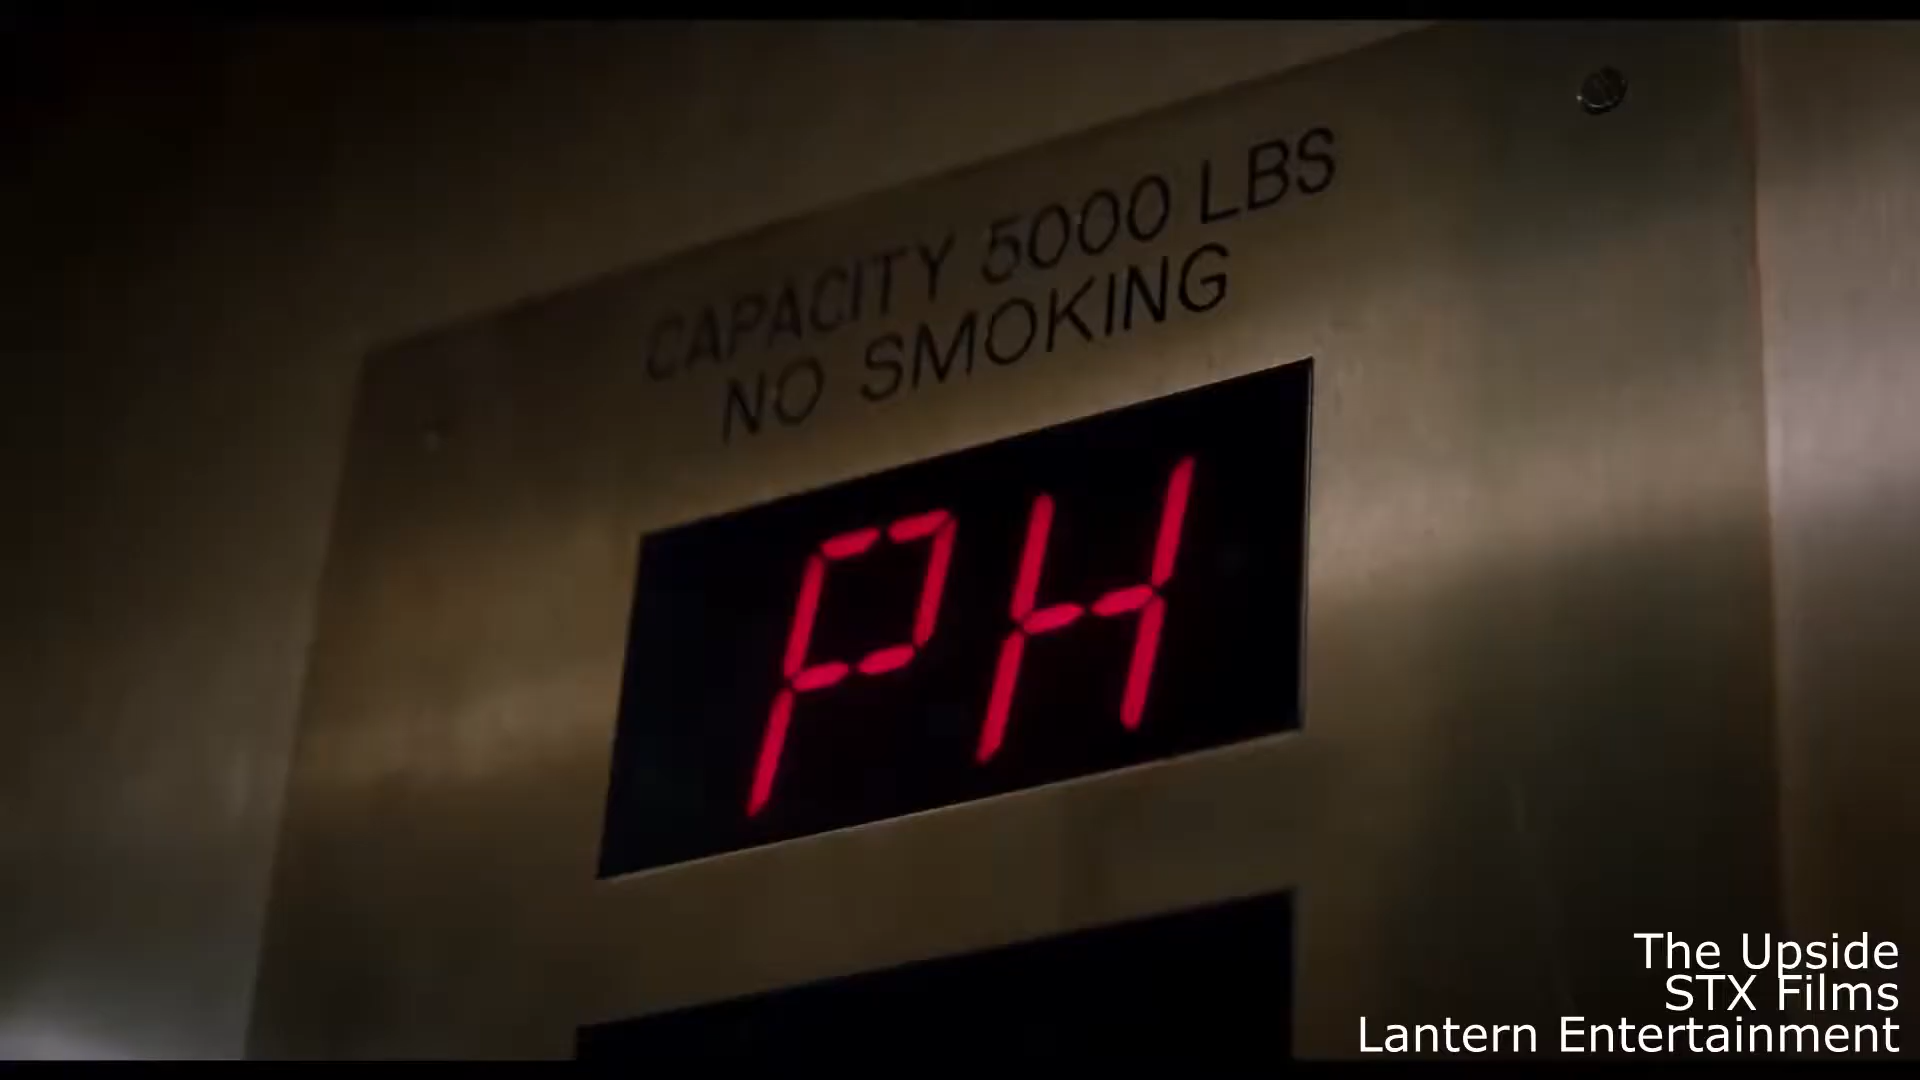 CAPACITY 5000 LBS
NO SMOKING
PH
The Upside
STX Films
Lantern Entertainment